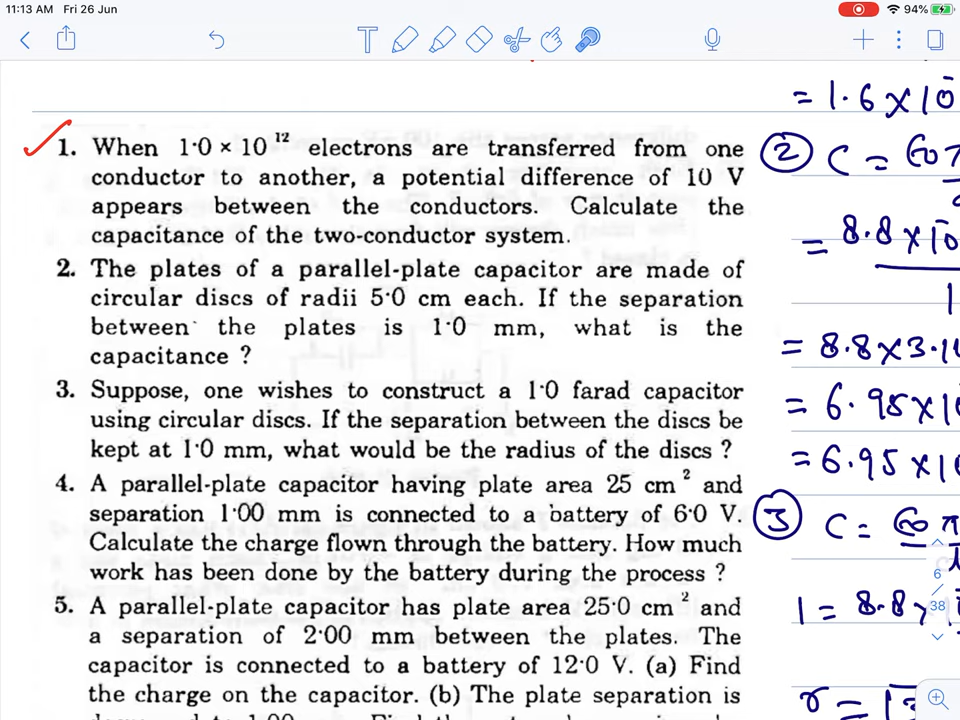 11:13 AM Fri 26 Jun
94%
1. When 1·0 × 10¹² electrons are transferred from one
conductor to another, a potential difference of 10 V
appears between the conductors. Calculate the
capacitance of the two-conductor system.
2. The plates of a parallel-plate capacitor are made of
circular discs of radii 5·0 cm each. If the separation
between the plates is 1·0 mm, what is the
capacitance ?
3. Suppose, one wishes to construct a 1·0 farad capacitor
using circular discs. If the separation between the discs be
kept at 1·0 mm, what would be the radius of the discs ?
4. A parallel-plate capacitor having plate area 25 cm² and
separation 1·00 mm is connected to a battery of 6·0 V.
Calculate the charge flown through the battery. How much
work has been done by the battery during the process ?
5. A parallel-plate capacitor has plate area 25·0 cm² and
a separation of 2·00 mm between the plates. The
capacitor is connected to a battery of 12·0 V. (a) Find
the charge on the capacitor. (b) The plate separation is
= 1.6 × 10
2 C = ϵ0
= 8.8 × 10
1
= 8.8 × 3.1
= 6.95 × 10
= 6.95 × 10
3 C = ϵ0 π
1 = 8.8 ×
r =
6
38